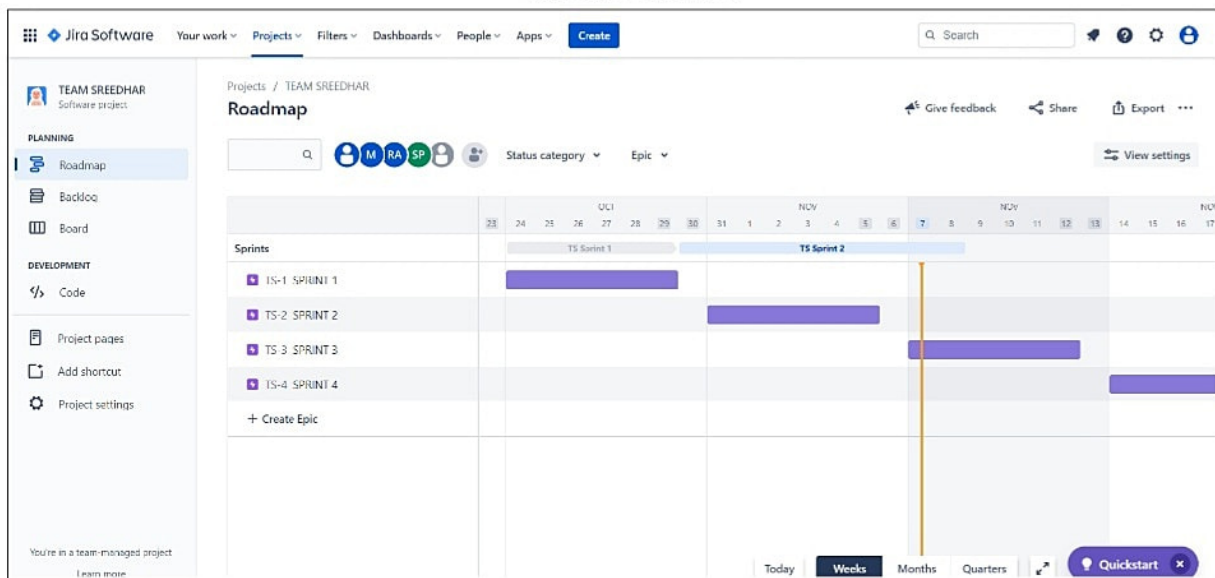 Jira Software Your work Projects Filters Dashboards People Apps Create Search
TEAM SREEDHAR
Software project
PLANNING
Roadmap
Backlog
Board
DEVELOPMENT
Code
Project pages
Add shortcut
Project settings
You're in a team-managed project
Learn more
Projects / TEAM SREEDHAR
Roadmap
Give feedback Share Export
M RA SP Status category Epic View settings
OCT NOV NOV NOV
23 24 25 26 27 28 29 30 31 1 2 3 4 5 6 7 8 9 10 11 12 13 14 15 16 17
Sprints TS Sprint 1 TS Sprint 2
TS-1 SPRINT 1
TS-2 SPRINT 2
TS-3 SPRINT 3
TS-4 SPRINT 4
+ Create Epic
Today Weeks Months Quarters Quickstart